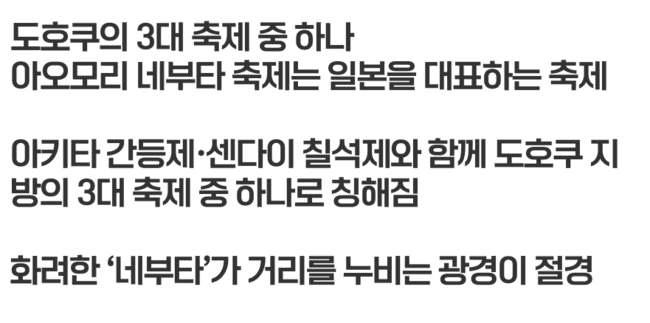 도호쿠의 3대 축제 중 하나
아오모리 네부타 축제는 일본을 대표하는 축제
아키타 간등제·센다이 칠석제와 함께 도호쿠 지
방의 3대 축제 중 하나로 칭해짐
화려한 ‘네부타’가 거리를 누비는 광경이 절경